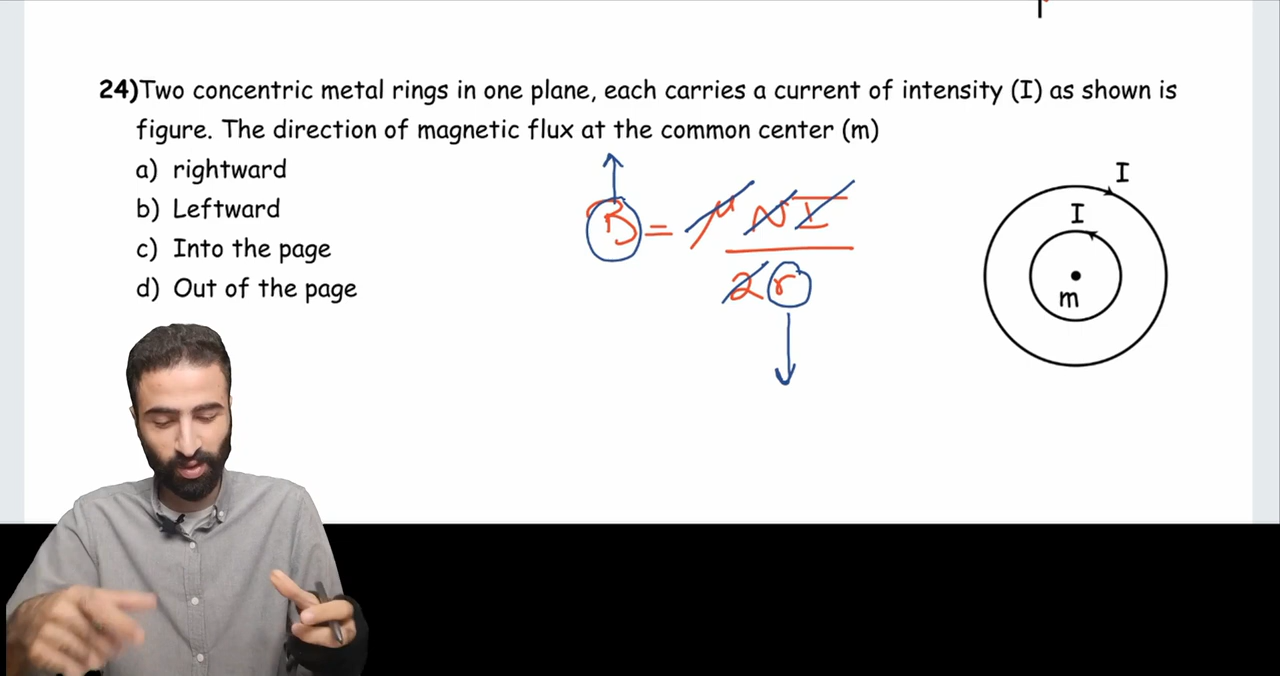 24)Two concentric metal rings in one plane, each carries a current of intensity (I) as shown is
figure. The direction of magnetic flux at the common center (m)
a) rightward
b) Leftward
c) Into the page
d) Out of the page
B = μ N I
2 r
I
I
m